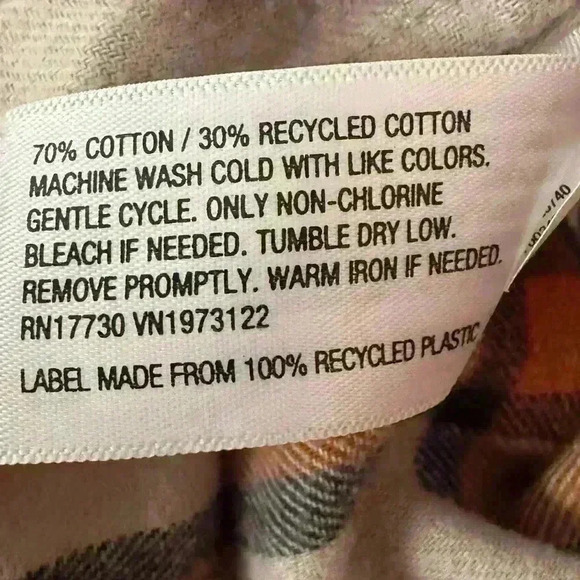 70% COTTON / 30% RECYCLED COTTON
MACHINE WASH COLD WITH LIKE COLORS.
GENTLE CYCLE. ONLY NON-CHLORINE
BLEACH IF NEEDED. TUMBLE DRY LOW.
REMOVE PROMPTLY. WARM IRON IF NEEDED.
RN17730 VN1973122
LABEL MADE FROM 100% RECYCLED PLASTIC